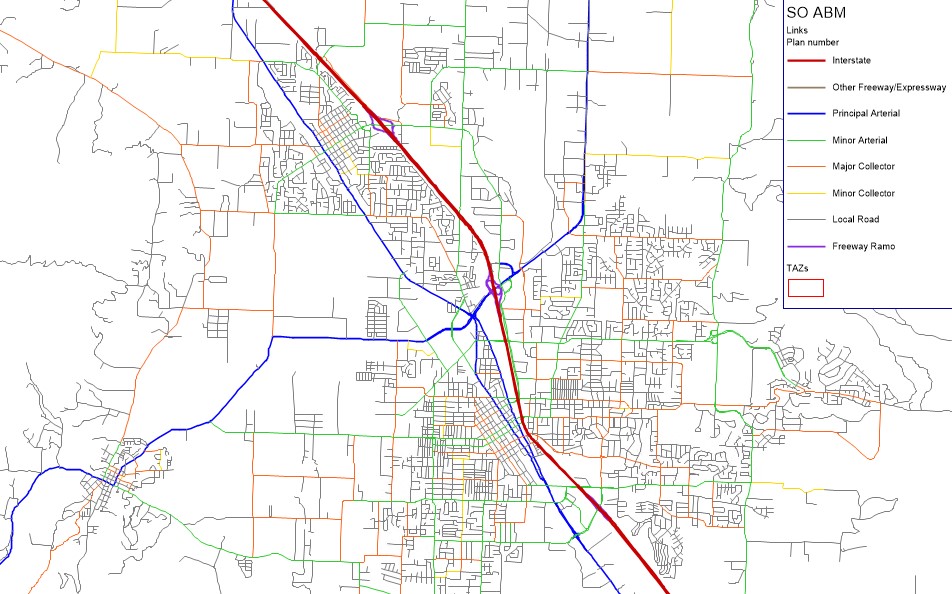 SO ABM
Links
Plan number
Interstate
Other Freeway/Expressway
Principal Arterial
Minor Arterial
Major Collector
Minor Collector
Local Road
Freeway Ramo
TAZs